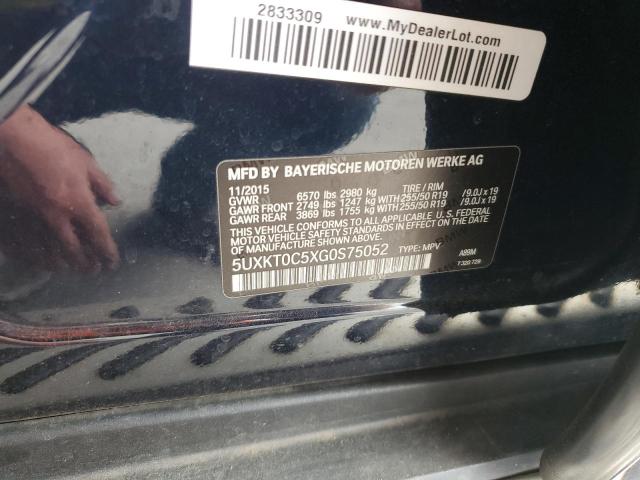 2833309
www.MyDealerLot.com
MFD BY BAYERISCHE MOTOREN WERKE AG
11/2015
GVWR 6570 lbs 2980 kg TIRE / RIM
GAWR FRONT 2749 lbs 1247 kg WITH 255/50 R19 /9.0J x 19
GAWR REAR 3869 lbs 1755 kg WITH 255/50 R19 /9.0J x 19
THIS VEHICLE CONFORMS TO ALL APPLICABLE U.S. FEDERAL
MOTOR VEHICLE SAFETY STANDARDS IN EFFECT ON THE
DATE OF MANUFACTURE SHOWN ABOVE.
5UXKT0C5XG0S75052 TYPE: MPV A89M
7320 729